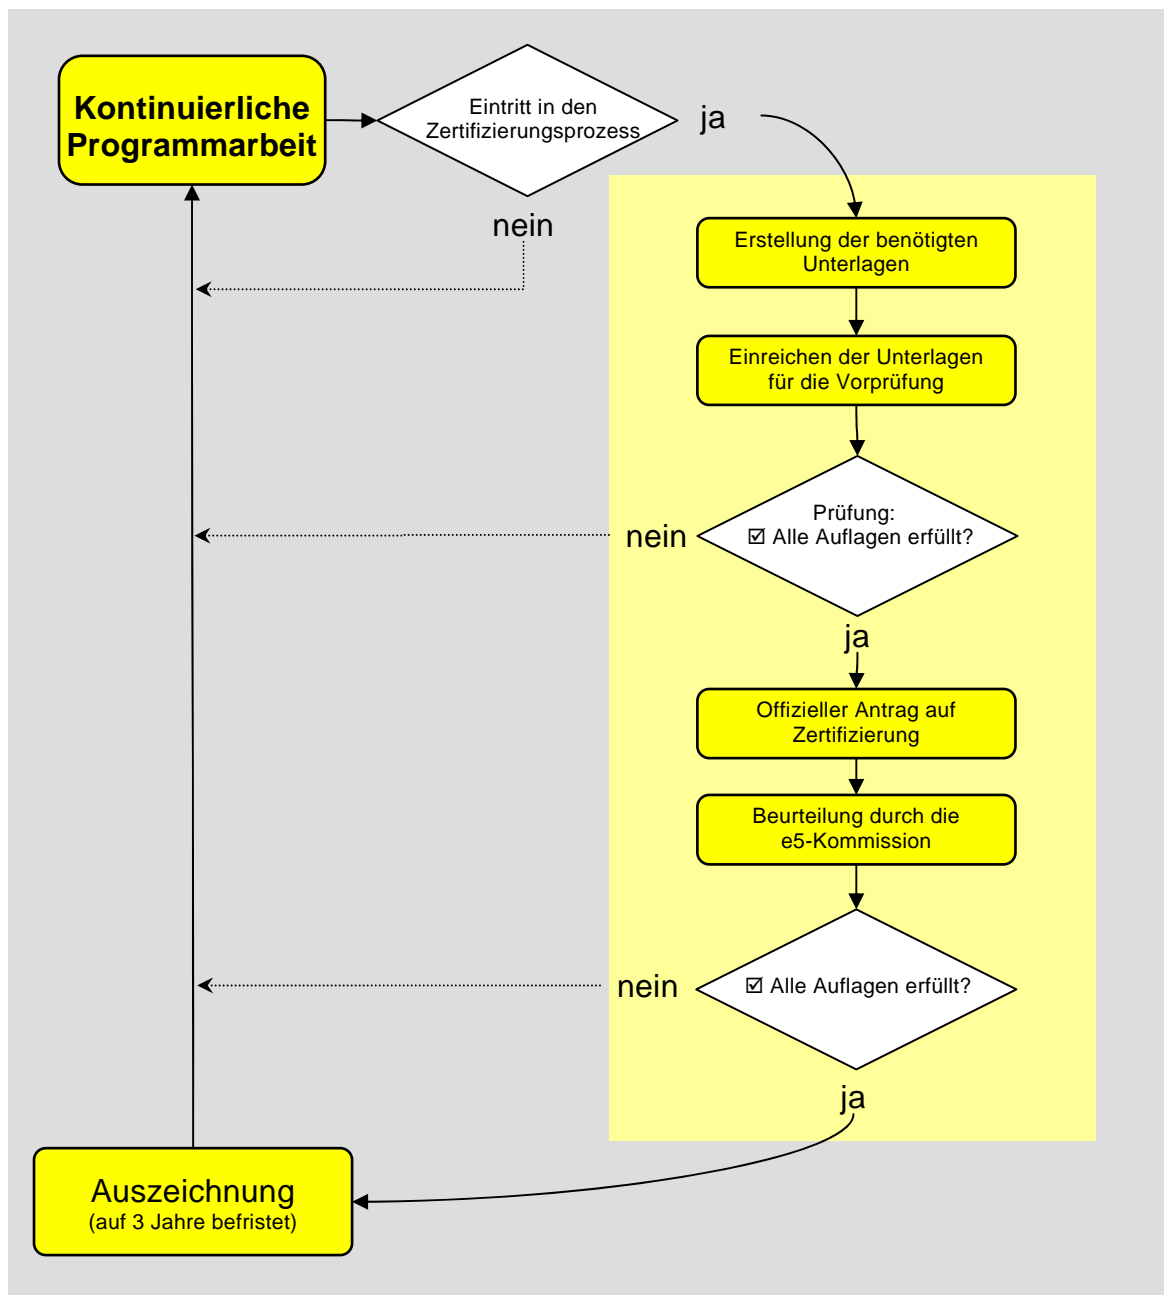 Kontinuierliche
Programmarbeit
Eintritt in den
Zertifizierungsprozess
ja
nein
Erstellung der benötigten
Unterlagen
Einreichen der Unterlagen
für die Vorprüfung
Prüfung:
☑ Alle Auflagen erfüllt?
nein
ja
Offizieller Antrag auf
Zertifizierung
Beurteilung durch die
e5-Kommission
☑ Alle Auflagen erfüllt?
nein
ja
Auszeichnung
(auf 3 Jahre befristet)